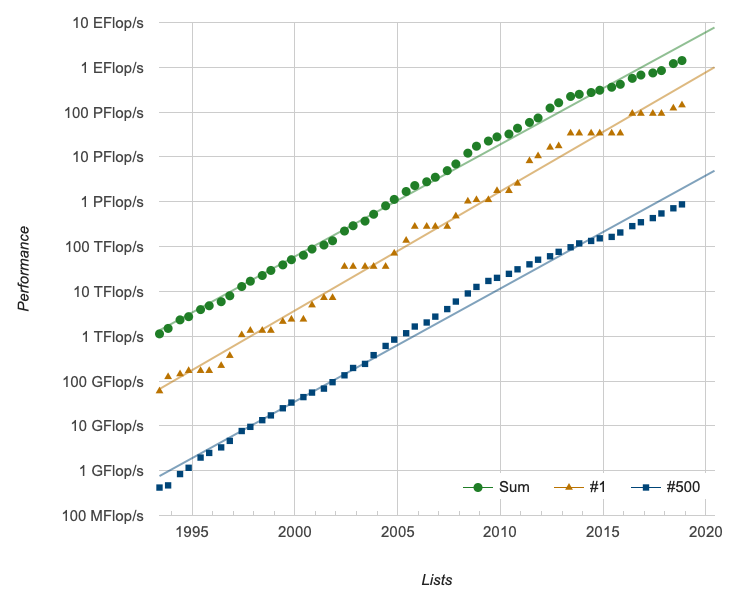 10 EFlop/s
1 EFlop/s
100 PFlop/s
10 PFlop/s
1 PFlop/s
100 TFlop/s
10 TFlop/s
1 TFlop/s
100 GFlop/s
10 GFlop/s
1 GFlop/s
100 MFlop/s
Performance
Sum #1 #500
1995 2000 2005 2010 2015 2020
Lists